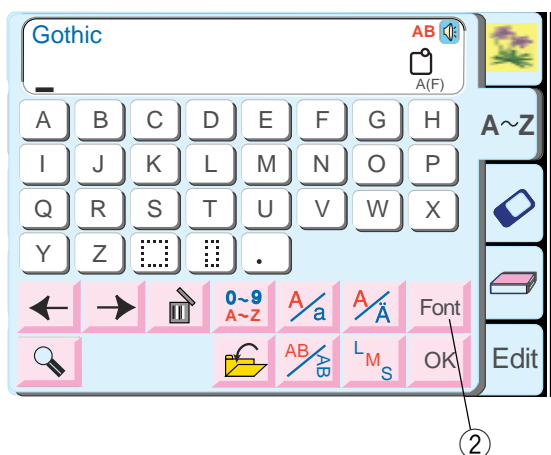 Gothic AB
A(F)
A B C D E F G H A~Z
I J K L M N O P
Q R S T U V W X
Y Z .
0~9 A/a A/Ä Font
A~Z
AB/AB L M S OK Edit
②